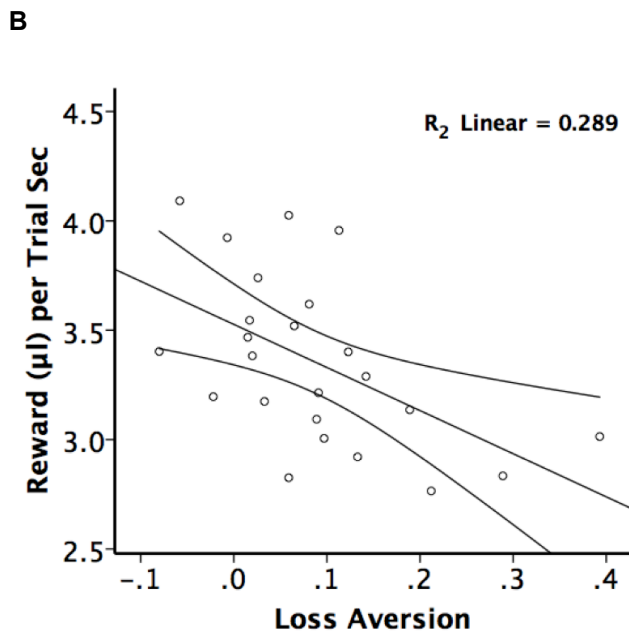 B
R2 Linear = 0.289
Reward (µl) per Trial Sec
4.5
4.0
3.5
3.0
2.5
-.1 .0 .1 .2 .3 .4
Loss Aversion